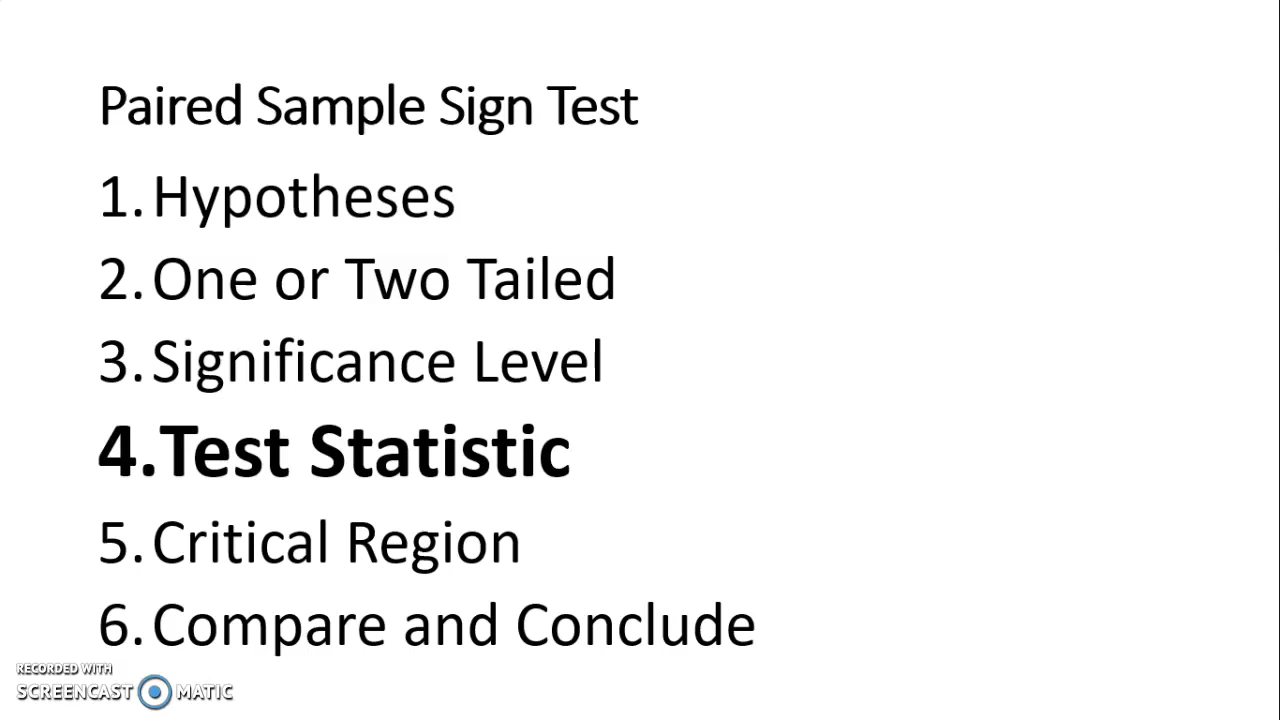 Paired Sample Sign Test
1. Hypotheses
2. One or Two Tailed
3. Significance Level
4. Test Statistic
5. Critical Region
6. Compare and Conclude
RECORDED WITH
SCREENCAST MATIC